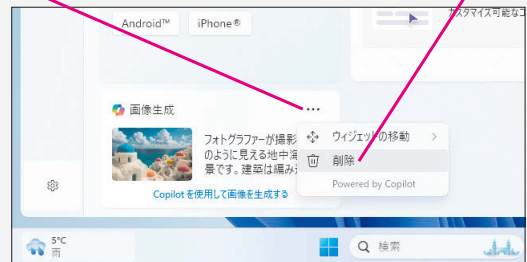 Android™
iPhone®
カスタマイズ可能なコ
画像生成
フォトグラファーが撮影
のように見える地中海
景です。建築は編み
Copilot を使用して画像を生成する
ウィジェットの移動
削除
Powered by Copilot
5°C
雨
検索